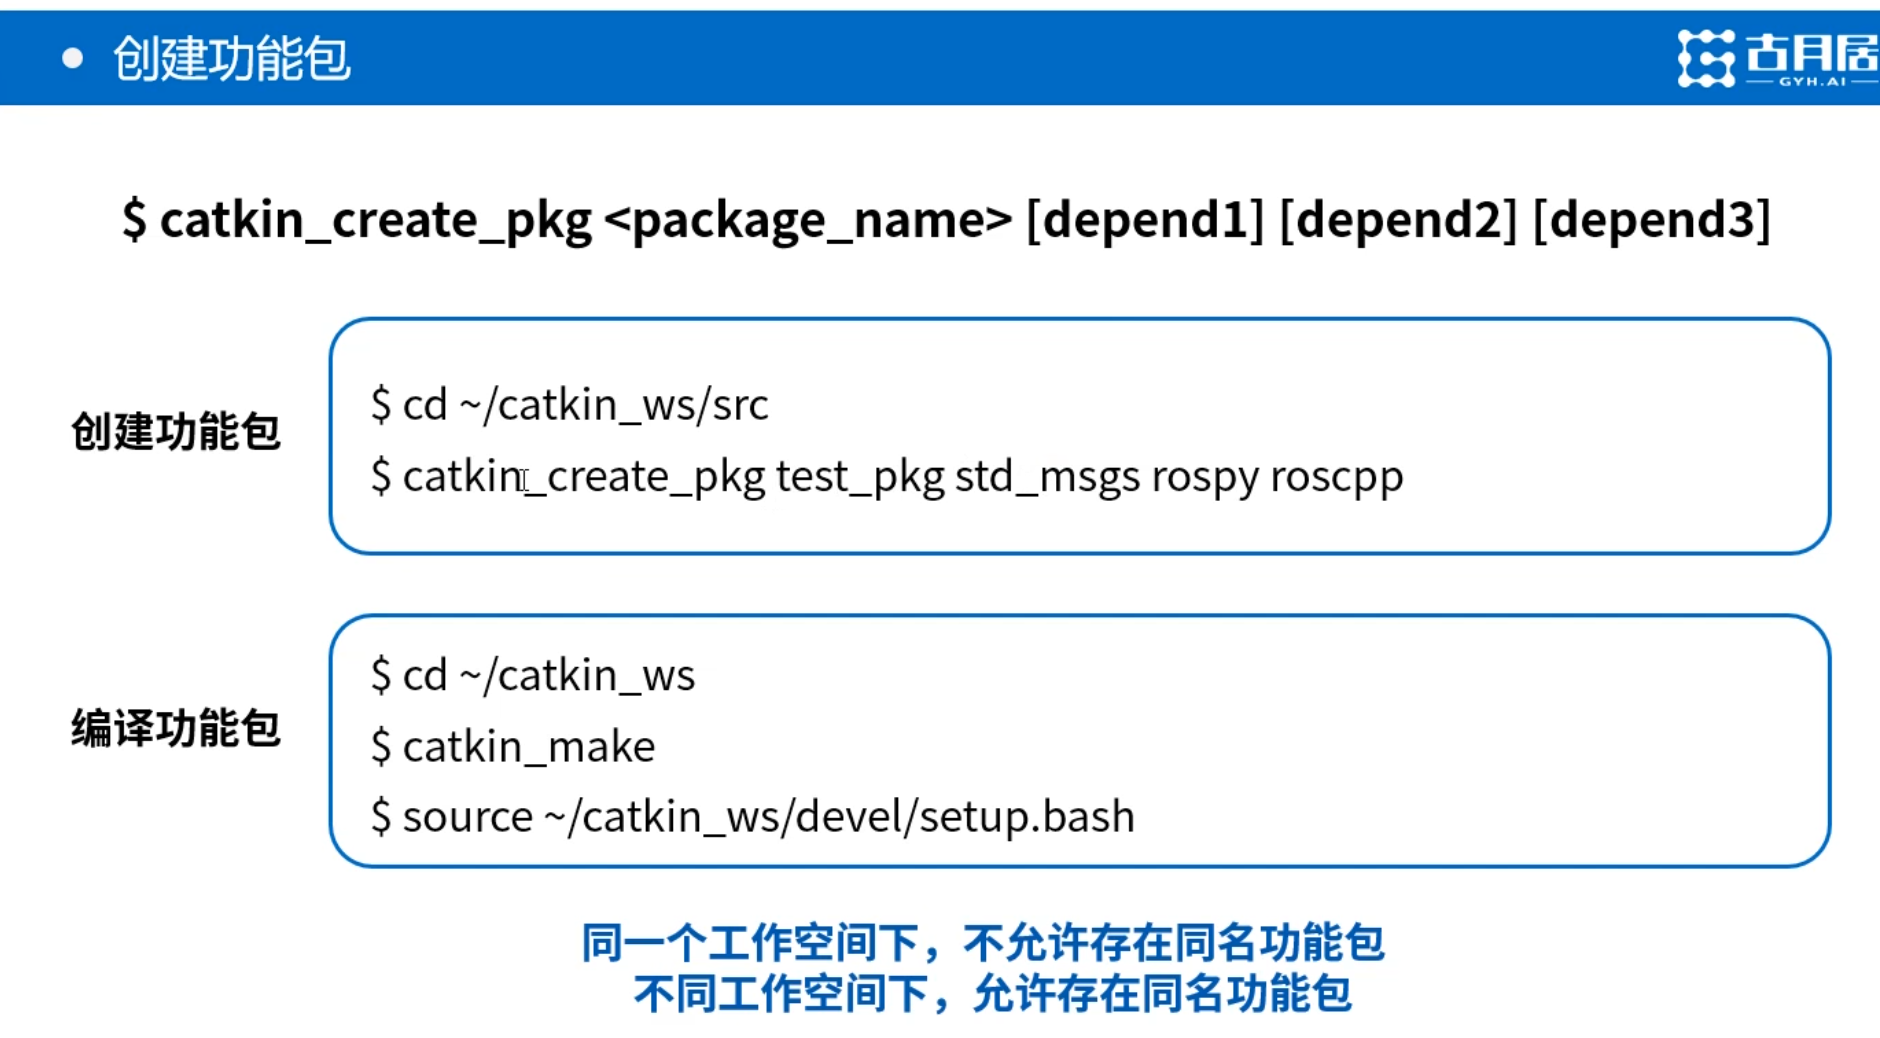 创建功能包
古月居
GYH.AI
$ catkin_create_pkg <package_name> [depend1] [depend2] [depend3]
创建功能包
$ cd ~/catkin_ws/src
$ catkin_create_pkg test_pkg std_msgs rospy roscpp
编译功能包
$ cd ~/catkin_ws
$ catkin_make
$ source ~/catkin_ws/devel/setup.bash
同一个工作空间下，不允许存在同名功能包
不同工作空间下，允许存在同名功能包